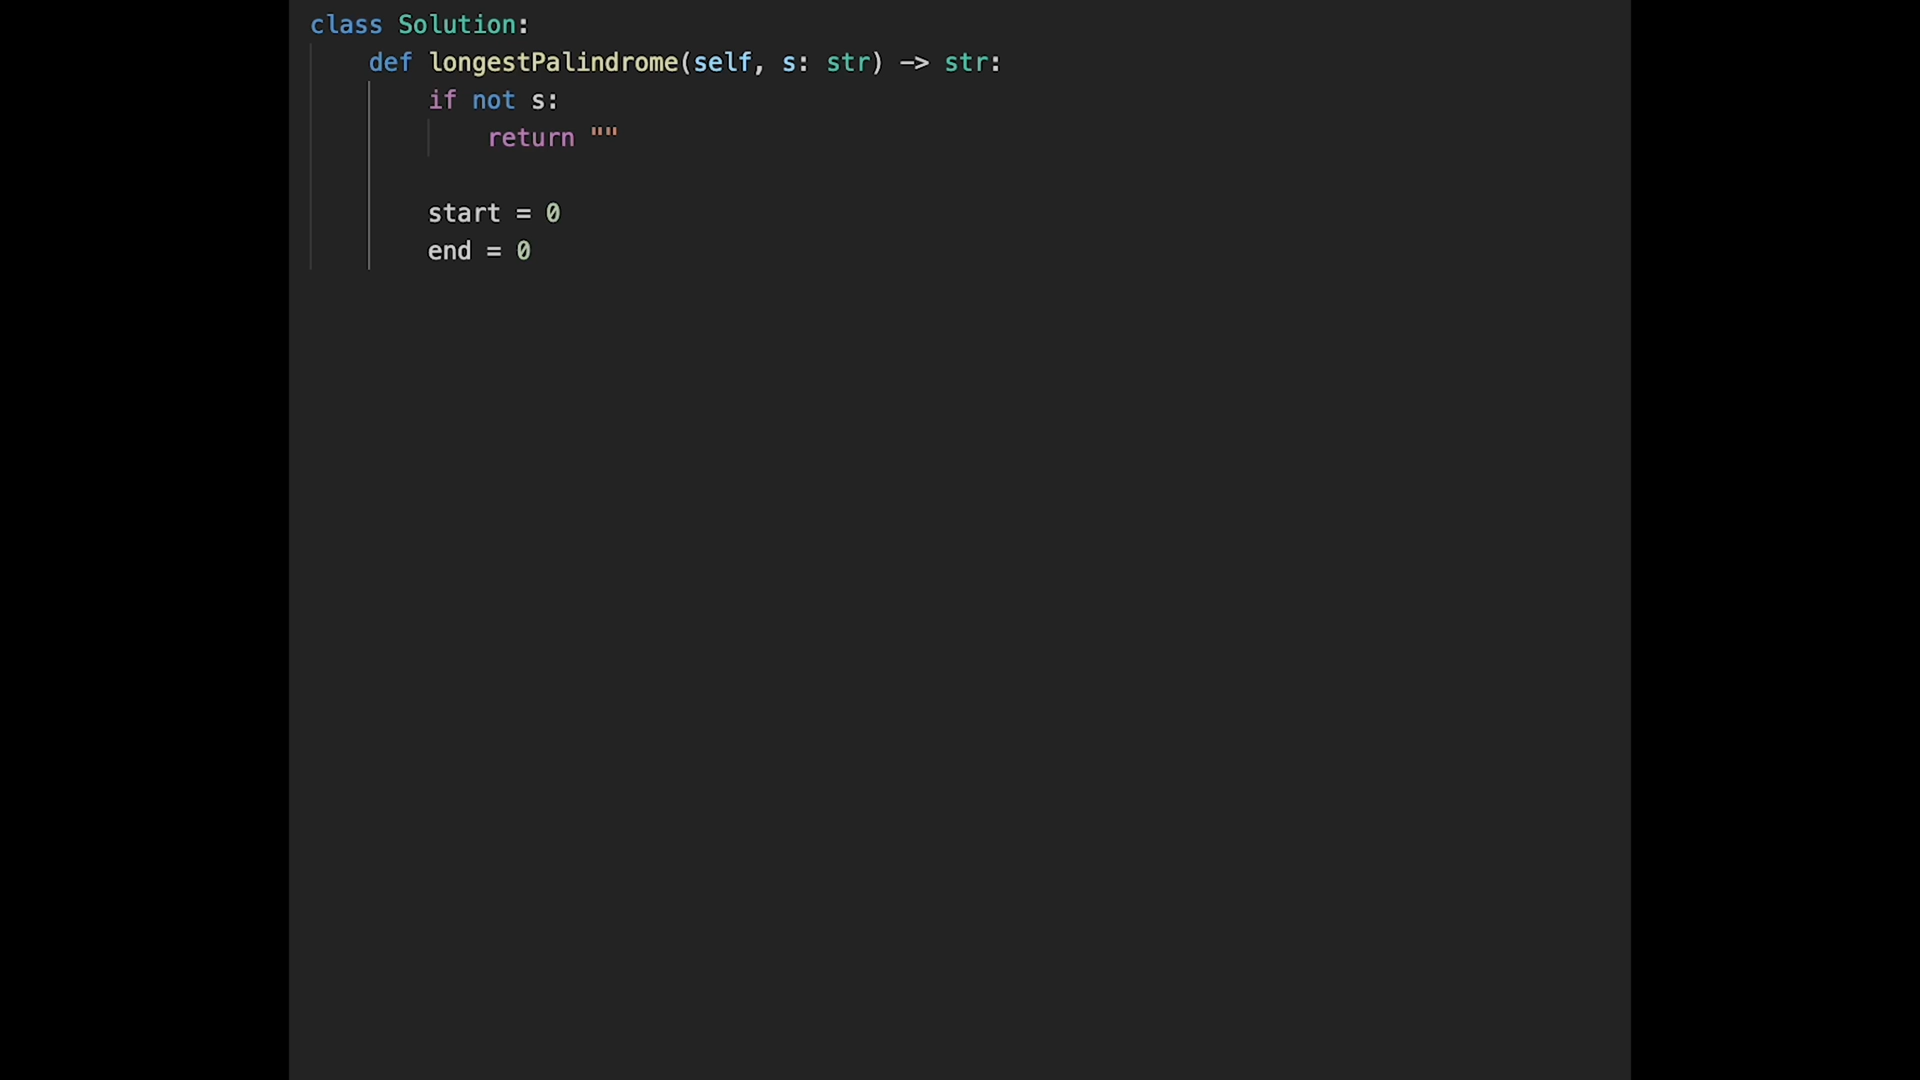 class Solution:
    def longestPalindrome(self, s: str) -> str:
        if not s:
            return ""

        start = 0
        end = 0